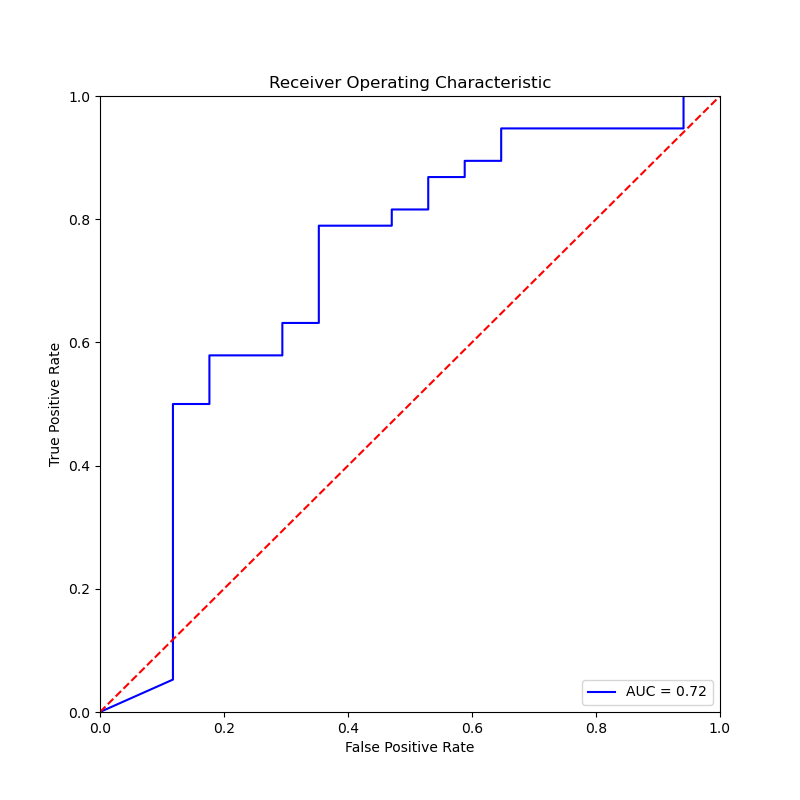 Receiver Operating Characteristic
1.0
0.8
0.6
0.4
0.2
0.0
True Positive Rate
AUC = 0.72
0.0 0.2 0.4 0.6 0.8 1.0
False Positive Rate